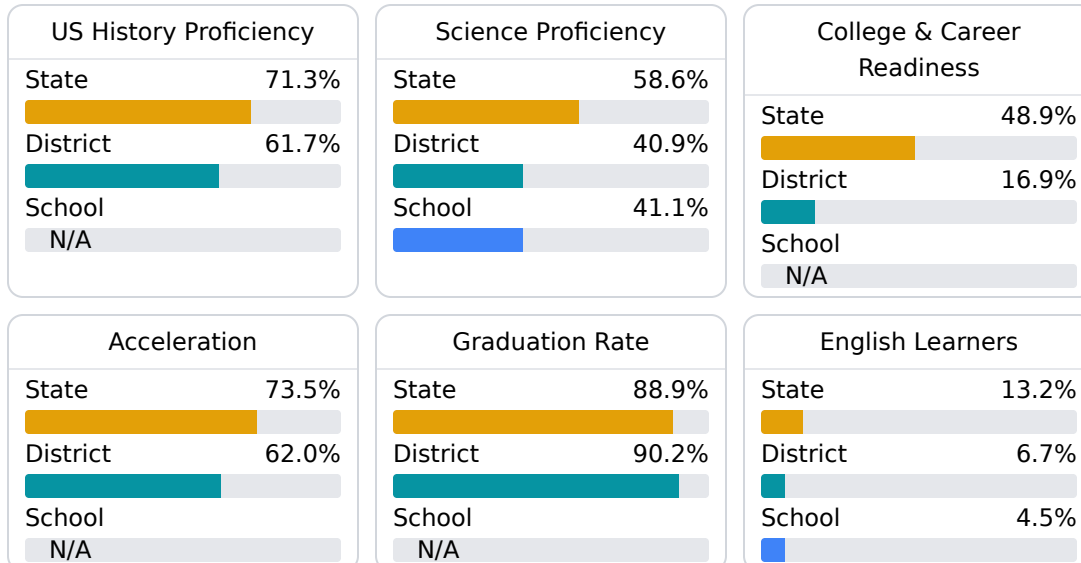 US History Proficiency
State 71.3%
District 61.7%
School
N/A
Science Proficiency
State 58.6%
District 40.9%
School 41.1%
College & Career
Readiness
State 48.9%
District 16.9%
School
N/A
Acceleration
State 73.5%
District 62.0%
School
N/A
Graduation Rate
State 88.9%
District 90.2%
School
N/A
English Learners
State 13.2%
District 6.7%
School 4.5%